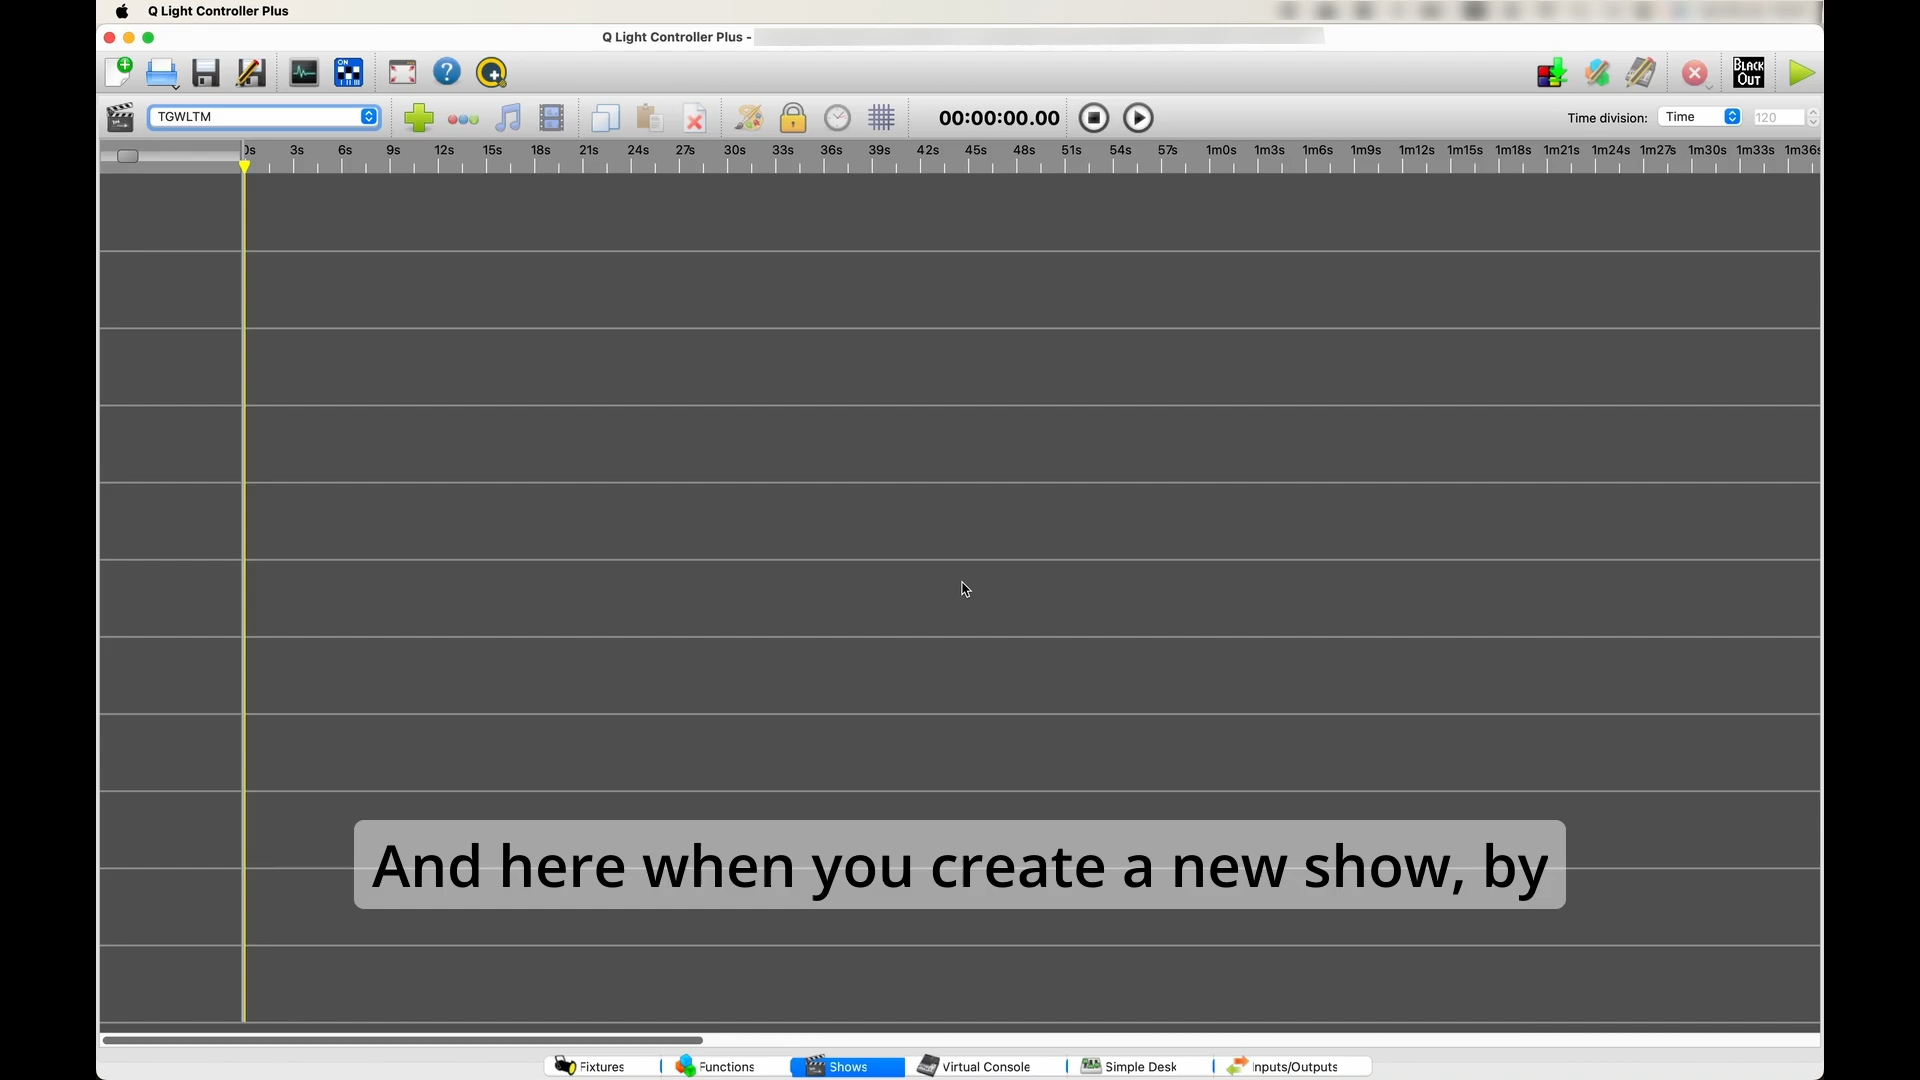 Q Light Controller Plus
Q Light Controller Plus -
ON
BLACK
OUT
TGWLTM
00:00:00.00
Time division:
Time
120
0s 3s 6s 9s 12s 15s 18s 21s 24s 27s 30s 33s 36s 39s 42s 45s 48s 51s 54s 57s 1m0s 1m3s 1m6s 1m9s 1m12s 1m15s 1m18s 1m21s 1m24s 1m27s 1m30s 1m33s 1m36s
And here when you create a new show, by
Fixtures
Functions
Shows
Virtual Console
Simple Desk
Inputs/Outputs